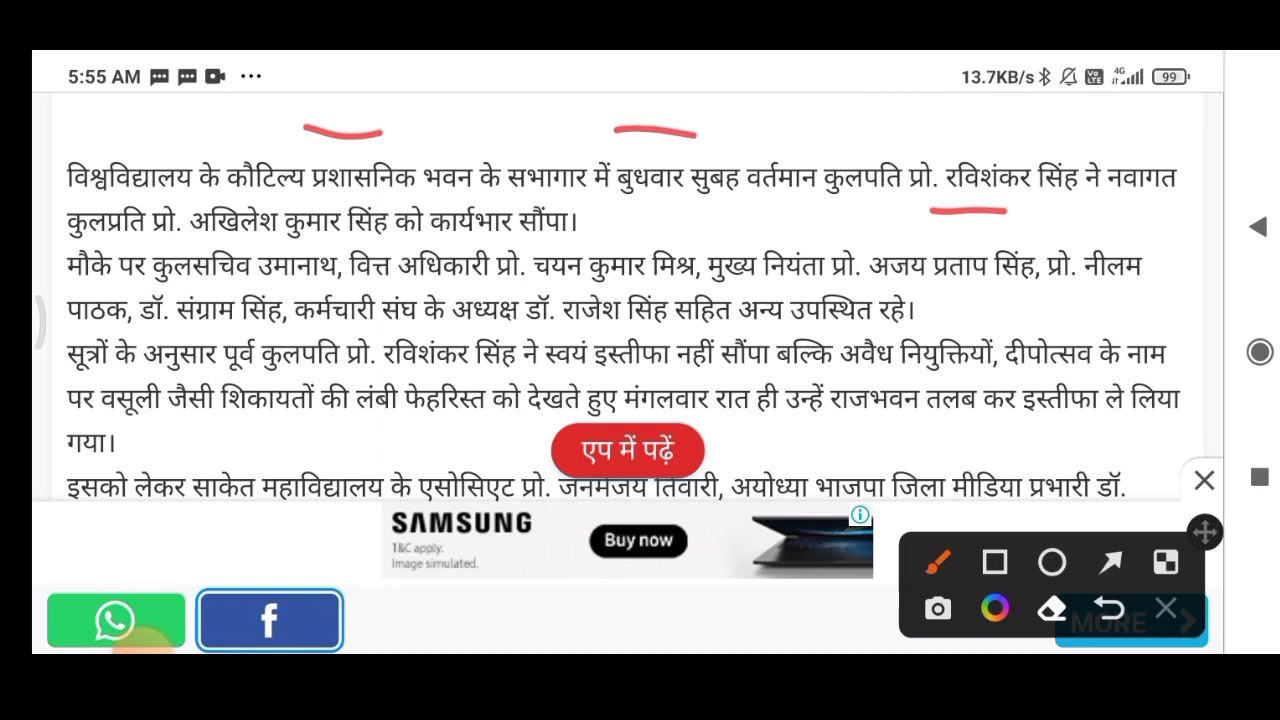 5:55 AM
13.7KB/s
Vo LTE
4G
99
विश्वविद्यालय के कौटिल्य प्रशासनिक भवन के सभागार में बुधवार सुबह वर्तमान कुलपति प्रो. रविशंकर सिंह ने नवागत
कुलप्रति प्रो. अखिलेश कुमार सिंह को कार्यभार सौंपा।
मौके पर कुलसचिव उमानाथ, वित्त अधिकारी प्रो. चयन कुमार मिश्र, मुख्य नियंता प्रो. अजय प्रताप सिंह, प्रो. नीलम
पाठक, डॉ. संग्राम सिंह, कर्मचारी संघ के अध्यक्ष डॉ. राजेश सिंह सहित अन्य उपस्थित रहे।
सूत्रों के अनुसार पूर्व कुलपति प्रो. रविशंकर सिंह ने स्वयं इस्तीफा नहीं सौंपा बल्कि अवैध नियुक्तियों, दीपोत्सव के नाम
पर वसूली जैसी शिकायतों की लंबी फेहरिस्त को देखते हुए मंगलवार रात ही उन्हें राजभवन तलब कर इस्तीफा ले लिया
गया।
एप में पढ़ें
इसको लेकर साकेत महाविद्यालय के एसोसिएट प्रो. जनमेजय तिवारी, अयोध्या भाजपा जिला मीडिया प्रभारी डॉ.
SAMSUNG
T&C apply.
Image simulated.
Buy now
MORE